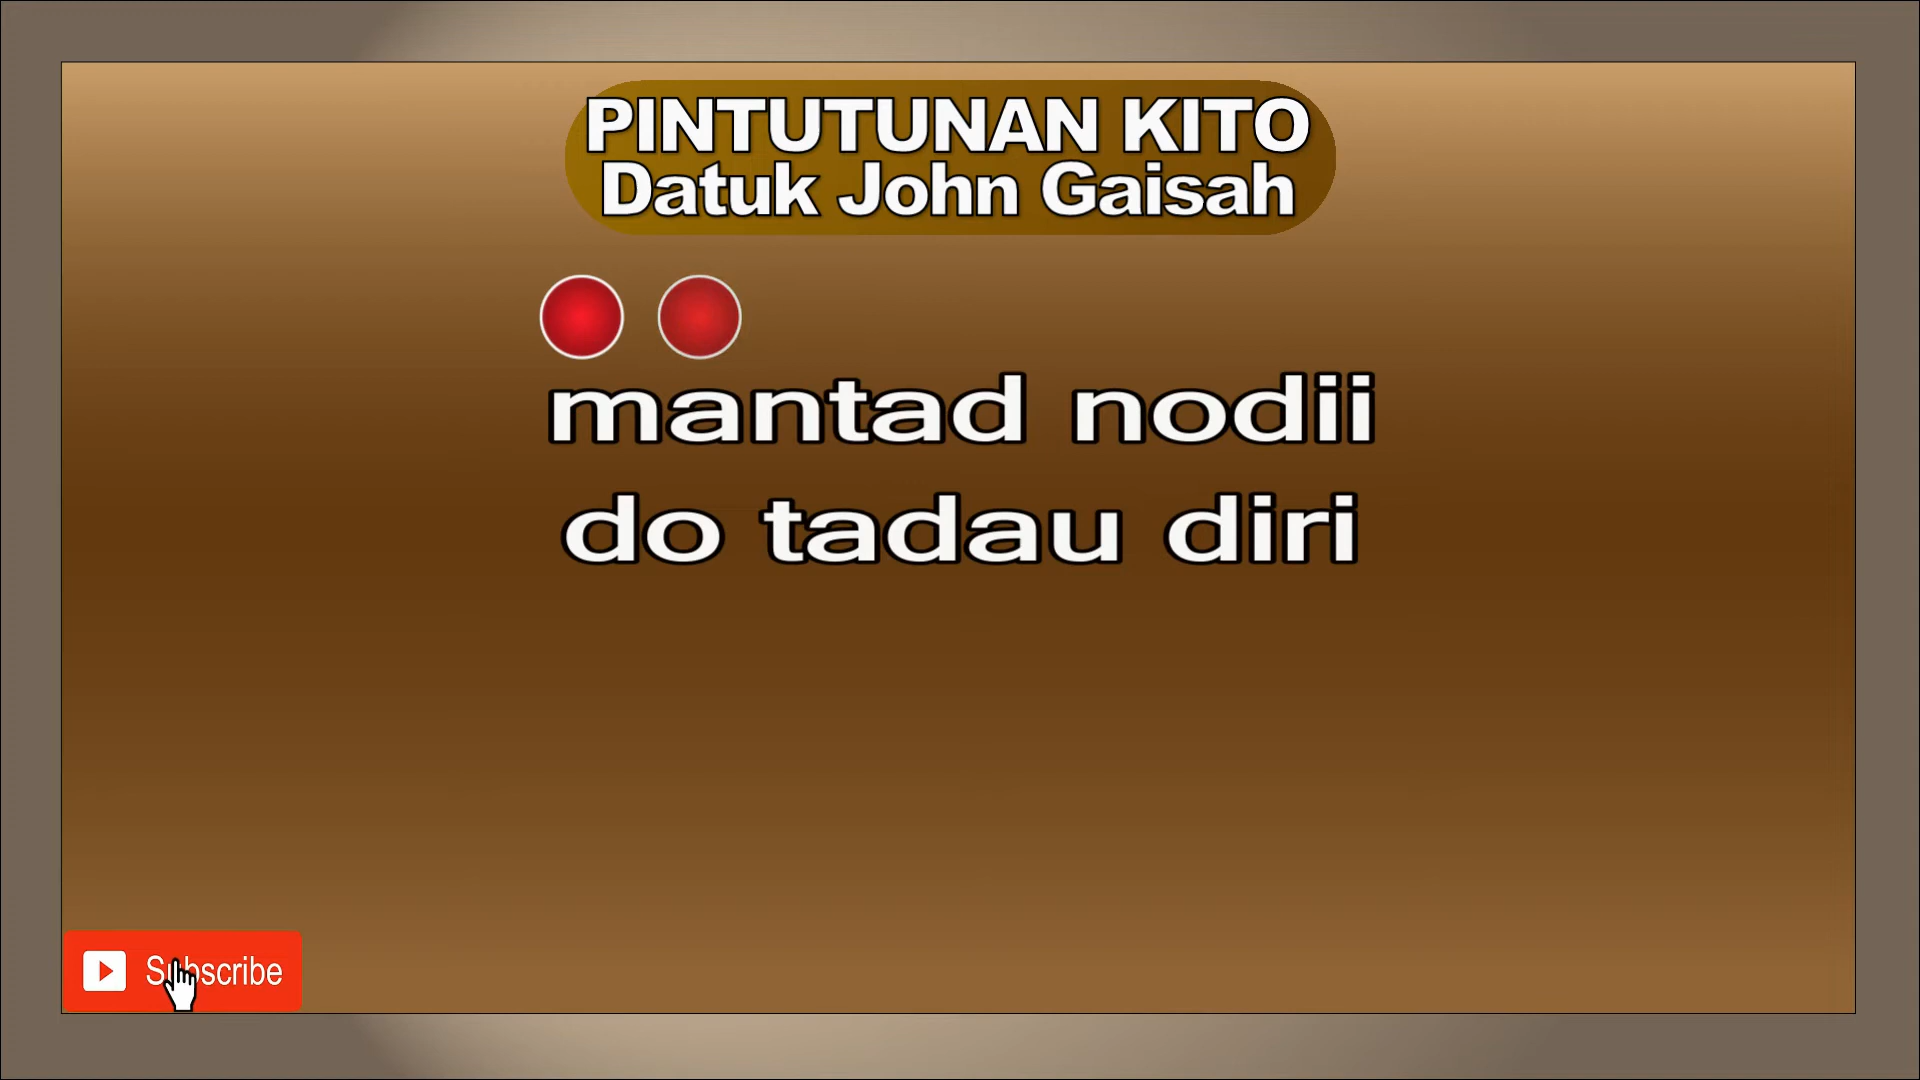 PINTUTUNAN KITO
Datuk John Gaisah
mantad nodii
do tadau diri
Subscribe